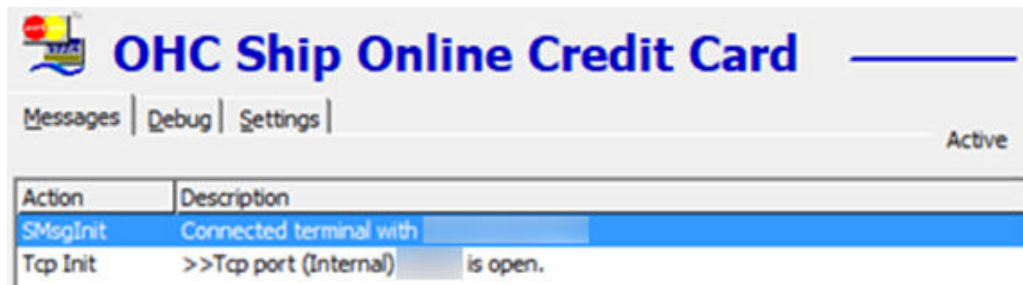 OHC Ship Online Credit Card
Messages Debug Settings
Active
Action Description
SMsgInit Connected terminal with
Tcp Init >>Tcp port (Internal) is open.